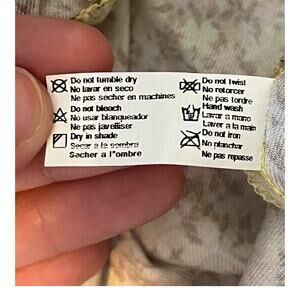 Do not tumble dry
No lavar en seco
Ne pas secher en machines
Do not bleach
No usar blanqueador
Ne pas javelliser
Dry in shade
Secar a la sombra
Secher a l"ombre
Do not twist
No retorcer
Ne pas tordre
Hand wash
Lavar a mano
Laver a la main
Do not iron
No planchar
Ne pas repasse